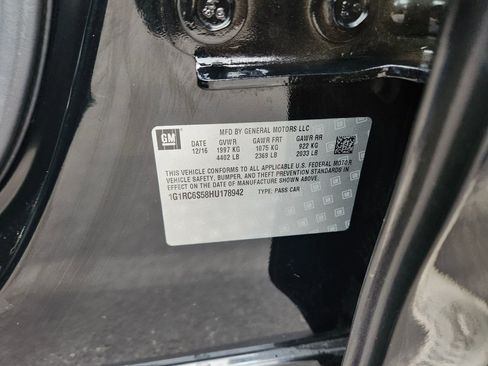 GM
MFD BY GENERAL MOTORS LLC
DATE GVWR GAWR FRT GAWR RR
12/16 1997 KG 1075 KG 922 KG
4402 LB 2369 LB 2033 LB
THIS VEHICLE CONFORMS TO ALL APPLICABLE U.S. FEDERAL MOTOR
VEHICLE SAFETY, BUMPER, AND THEFT PREVENTION STANDARDS
IN EFFECT ON THE DATE OF MANUFACTURE SHOWN ABOVE.
1G1RC6S58HU178942 TYPE: PASS CAR